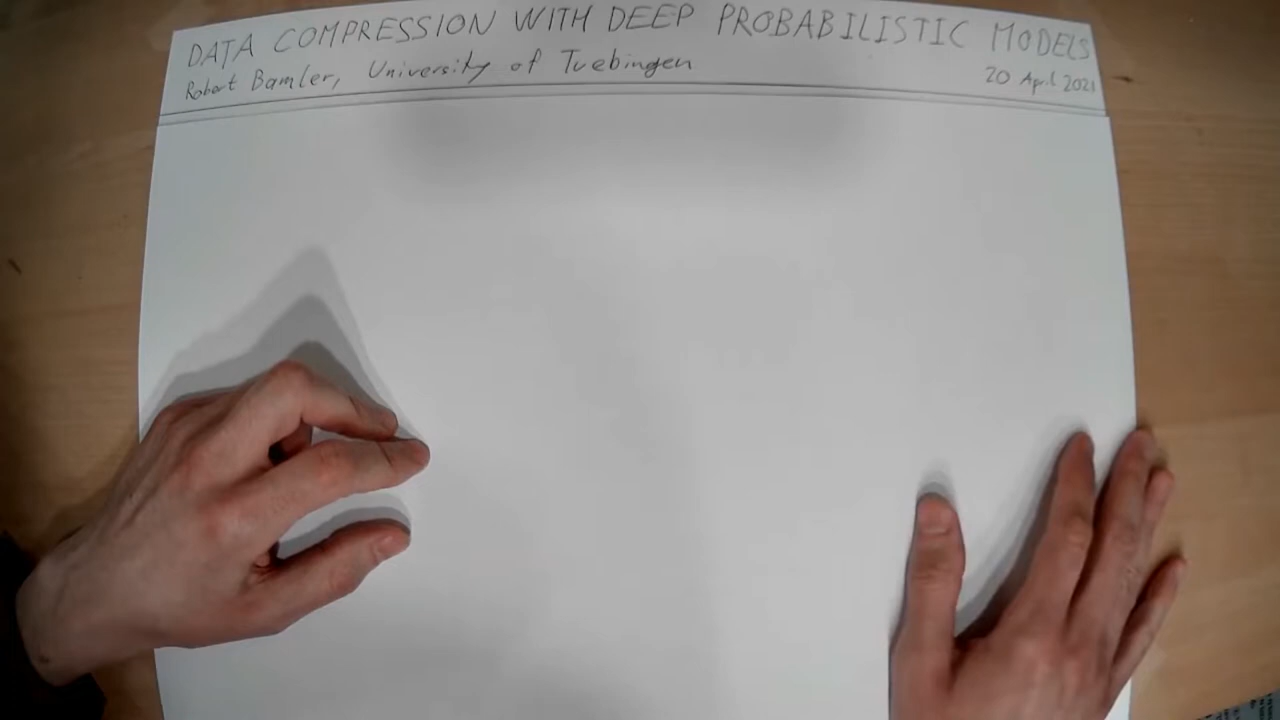 DATA COMPRESSION WITH DEEP PROBABILISTIC MODELS
Robert Bamler, University of Tuebingen
20 April 2021